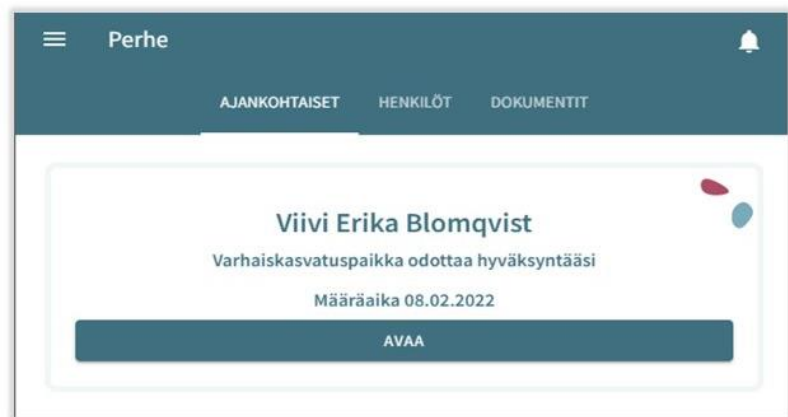 Perhe
AJANKOHTAISET HENKILÖT DOKUMENTIT
Viivi Erika Blomqvist
Varhaiskasvatuspaikka odottaa hyväksyntääsi
Määräaika 08.02.2022
AVAA